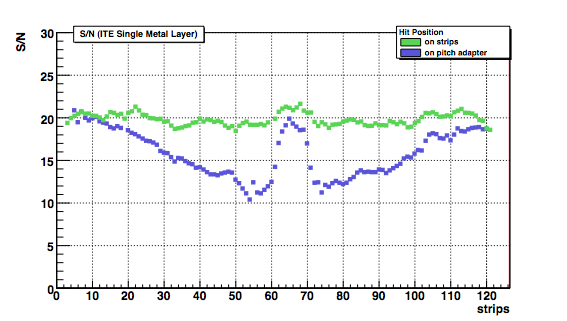 S/N
S/N (ITE Single Metal Layer)
Hit Position
on strips
on pitch adapter
30
25
20
15
10
5
0
0 10 20 30 40 50 60 70 80 90 100 110 120
strips